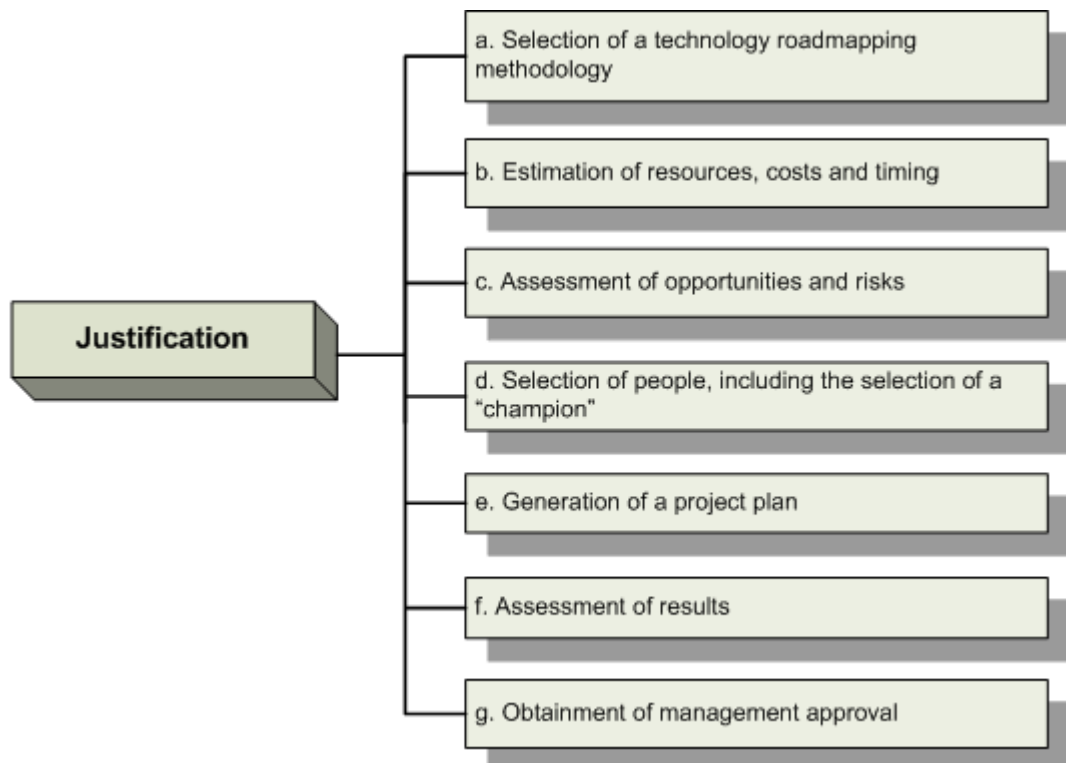 a. Selection of a technology roadmapping
methodology
b. Estimation of resources, costs and timing
c. Assessment of opportunities and risks
Justification
d. Selection of people, including the selection of a
“champion”
e. Generation of a project plan
f. Assessment of results
g. Obtainment of management approval